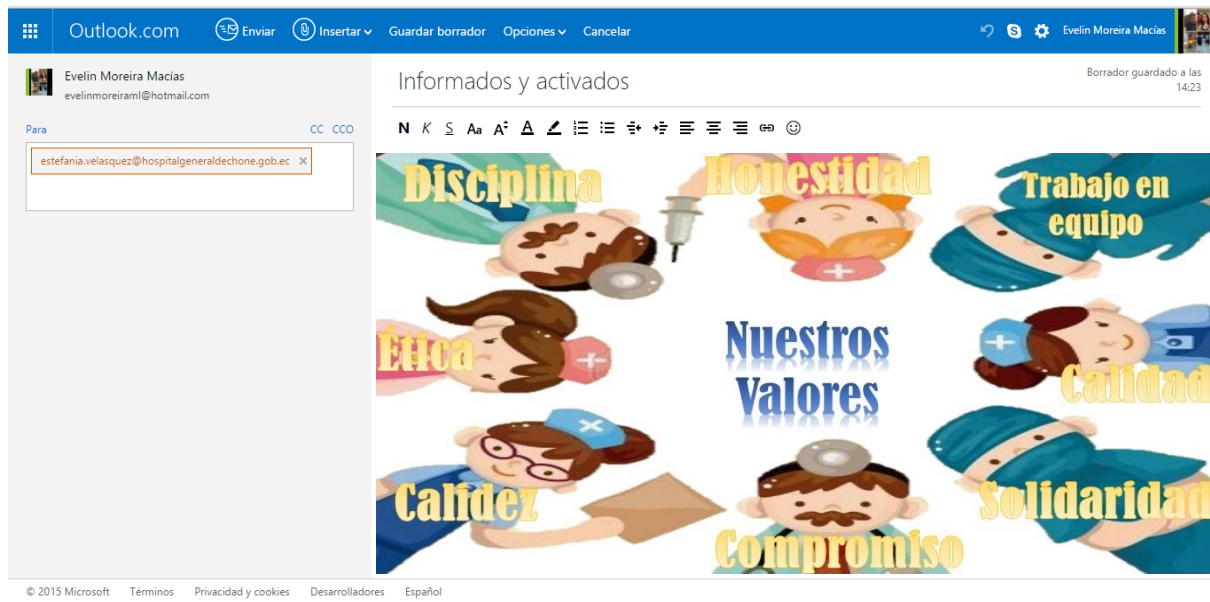 Outlook.com Enviar Insertar Guardar borrador Opciones Cancelar Evelin Moreira Macías
Evelin Moreira Macías
evelinmoreiraml@hotmail.com
Para CC CCO
estefania.velasquez@hospitalgeneraldechone.gob.ec ×
Informados y activados
Borrador guardado a las
14:23
N K S Aa A A
Disciplina
Honestidad
Trabajo en
equipo
Ética
Nuestros
Valores
Calidad
Calidez
Compromiso
Solidaridad
© 2015 Microsoft Términos Privacidad y cookies Desarrolladores Español